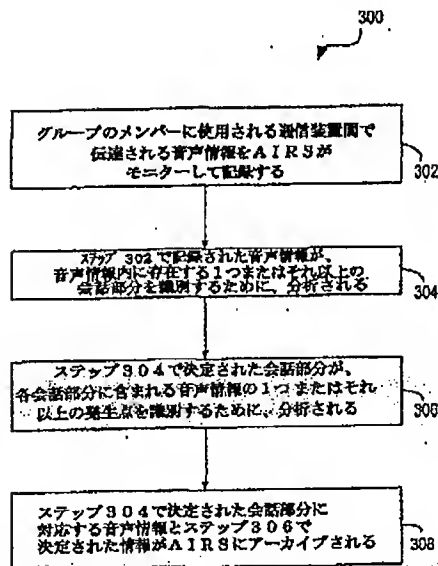 300
グループのメンバーに使用される通信装置間で
伝達される音声情報をAIRSが
モニターして記録する
302
ステップ302で記録された音声情報が、
音声情報内に存在する1つまたはそれ以上の
会話部分を識別するために、分析される
304
ステップ304で決定された会話部分が、
各会話部分に含まれる音声情報の1つまたはそれ
以上の発生点を識別するために、分析される
306
ステップ304で決定された会話部分に
対応する音声情報とステップ306で
決定された情報がAIRSにアーカイブされる
308